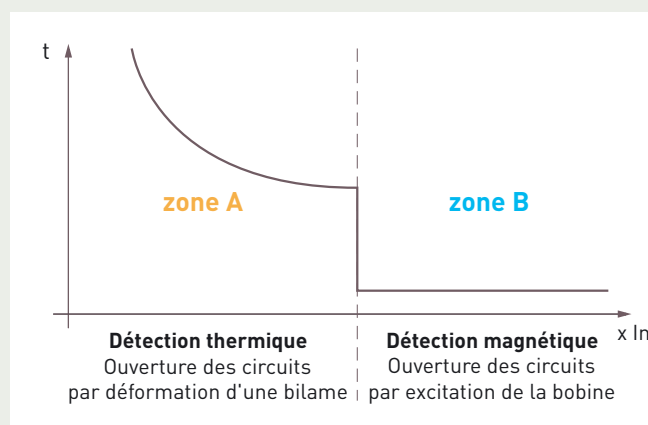 t
zone A
zone B
x In
Détection thermique
Ouverture des circuits
par déformation d'une bilame
Détection magnétique
Ouverture des circuits
par excitation de la bobine